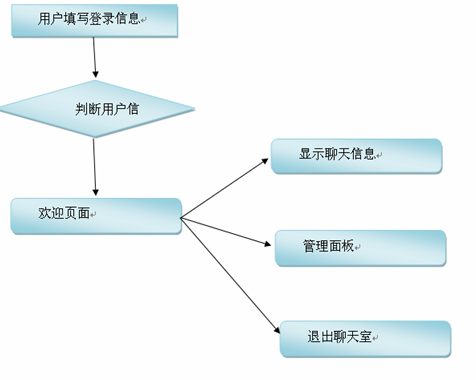 用户填写登录信息
判断用户信
欢迎页面
显示聊天信息
管理面板
退出聊天室